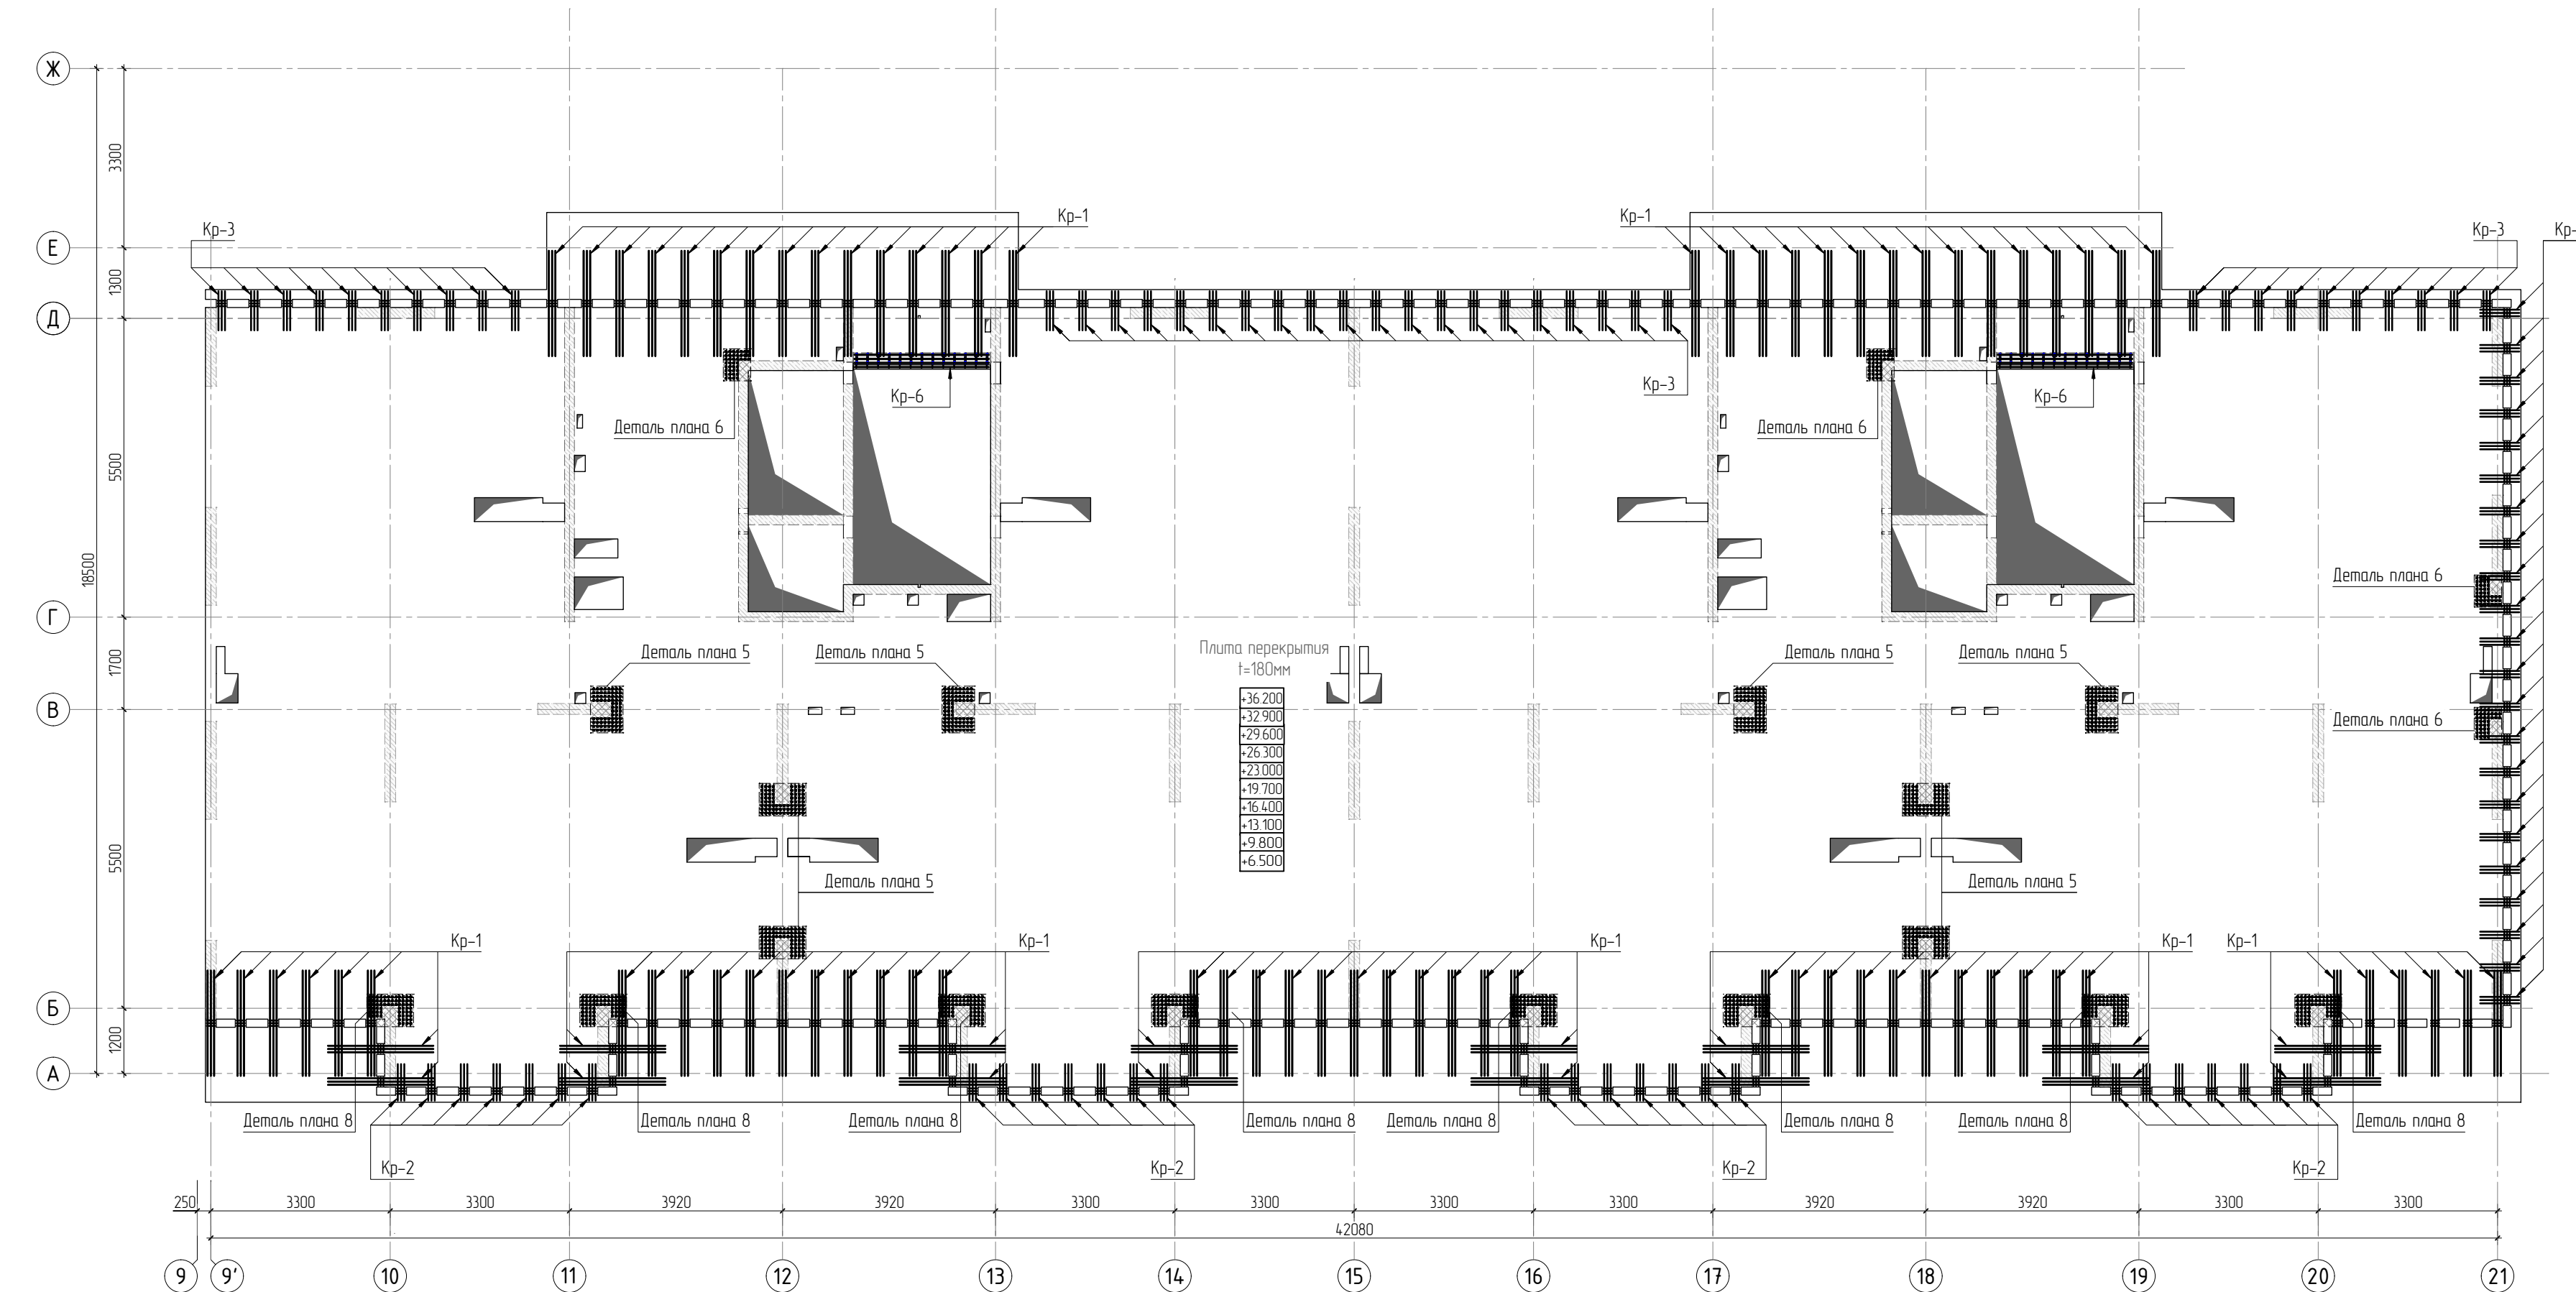 Ж
3300
Кр-3
Кр-1
Кр-1
Кр-3
Кр-
Е
1300
Д
Кр-6
Кр-3
Кр-6
Деталь плана 6
Деталь плана 6
5500
18500
Деталь плана 6
Г
Плита перекрытия
t=180мм
Деталь плана 5
Деталь плана 5
Деталь плана 5
Деталь плана 5
1700
+36.200
+32.900
+29.600
+26.300
+23.000
+19.700
+16.400
+13.100
+9.800
+6.500
В
Деталь плана 6
5500
Деталь плана 5
Деталь плана 5
Кр-1
Кр-1
Кр-1
Кр-1
Кр-1
Б
1200
А
Деталь плана 8
Деталь плана 8
Деталь плана 8
Деталь плана 8
Деталь плана 8
Деталь плана 8
Деталь плана 8
Деталь плана 8
Кр-2
Кр-2
Кр-2
Кр-2
250
3300
3300
3920
3920
3300
3300
3300
3300
3920
3920
3300
3300
42080
9
9'
10
11
12
13
14
15
16
17
18
19
20
21